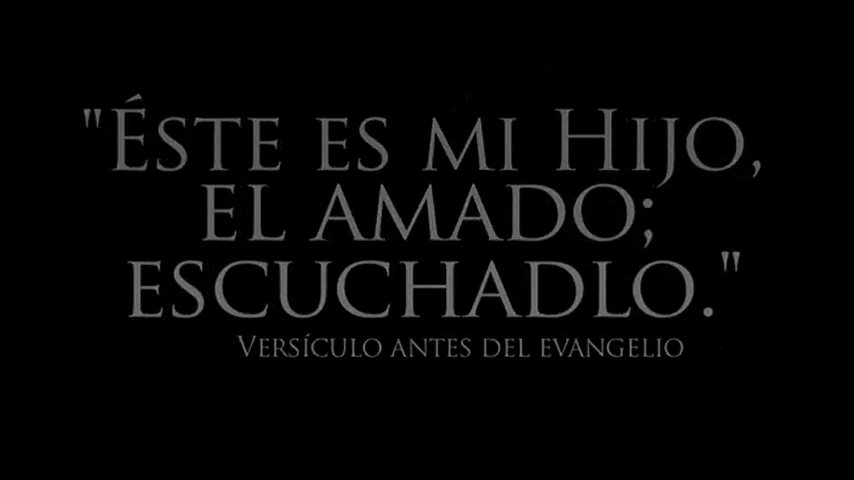 "Éste es mi Hijo,
el amado;
escuchadlo."
Versículo antes del evangelio